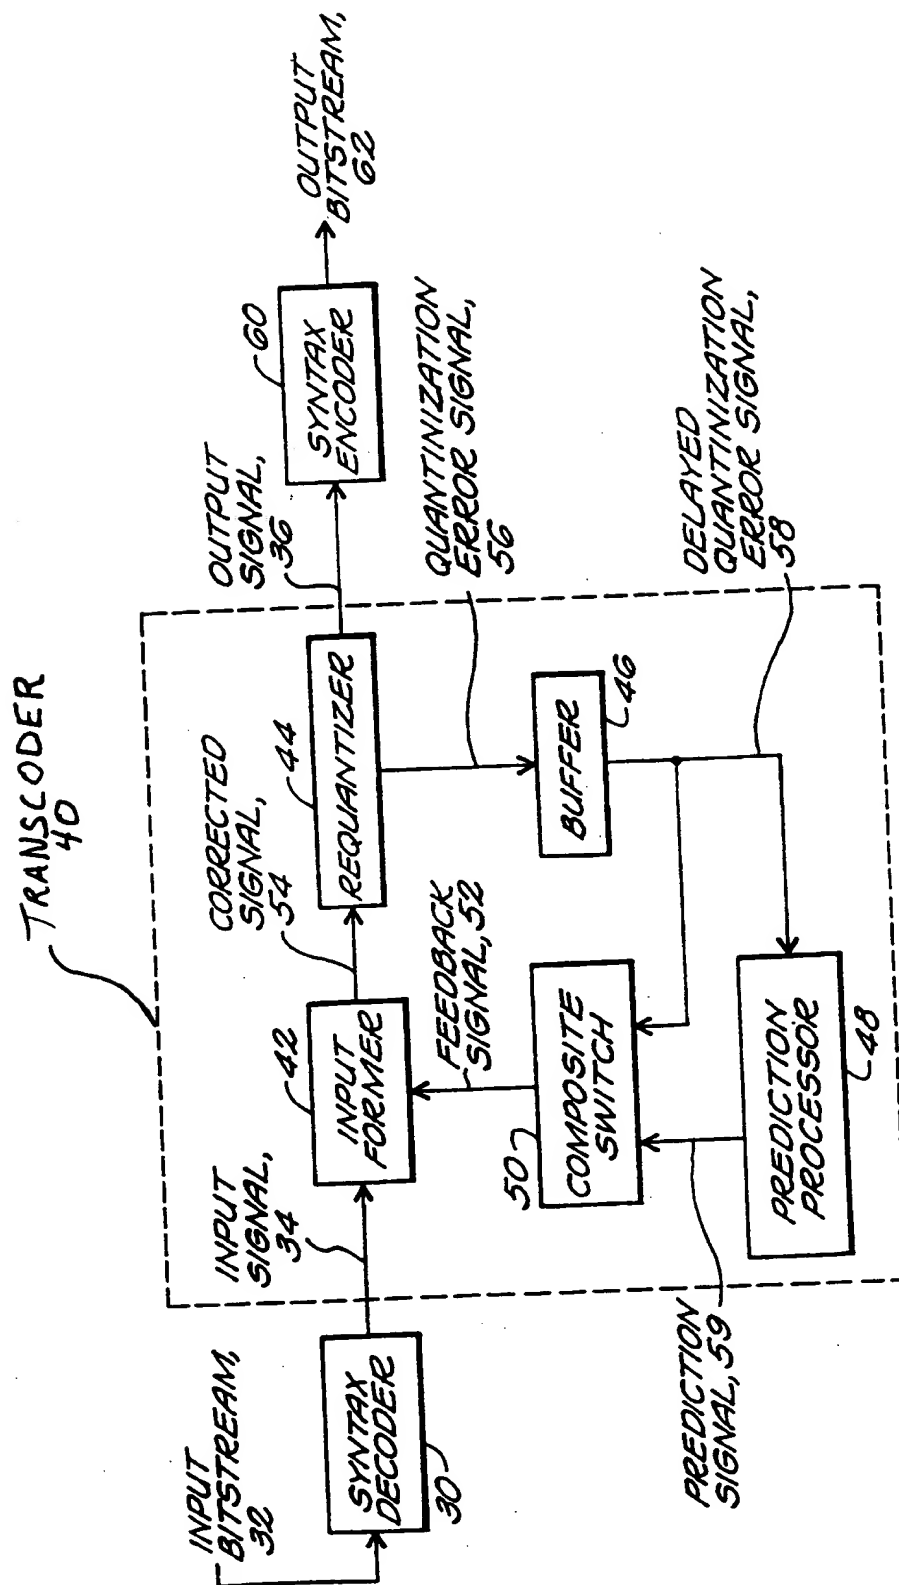 TRANSCODER
40
INPUT
BITSTREAM,
32
SYNTAX
DECODER
30
INPUT
SIGNAL,
34
INPUT
FORMER
42
CORRECTED
SIGNAL,
54
REQUANTIZER
44
OUTPUT
SIGNAL,
36
SYNTAX
ENCODER
60
OUTPUT
BITSTREAM,
62
FEEDBACK
SIGNAL, 52
QUANTINIZATION
ERROR SIGNAL,
56
BUFFER
46
COMPOSITE
SWITCH
50
DELAYED
QUANTINIZATION
ERROR SIGNAL,
58
PREDICTION
SIGNAL, 59
PREDICTION
PROCESSOR
48